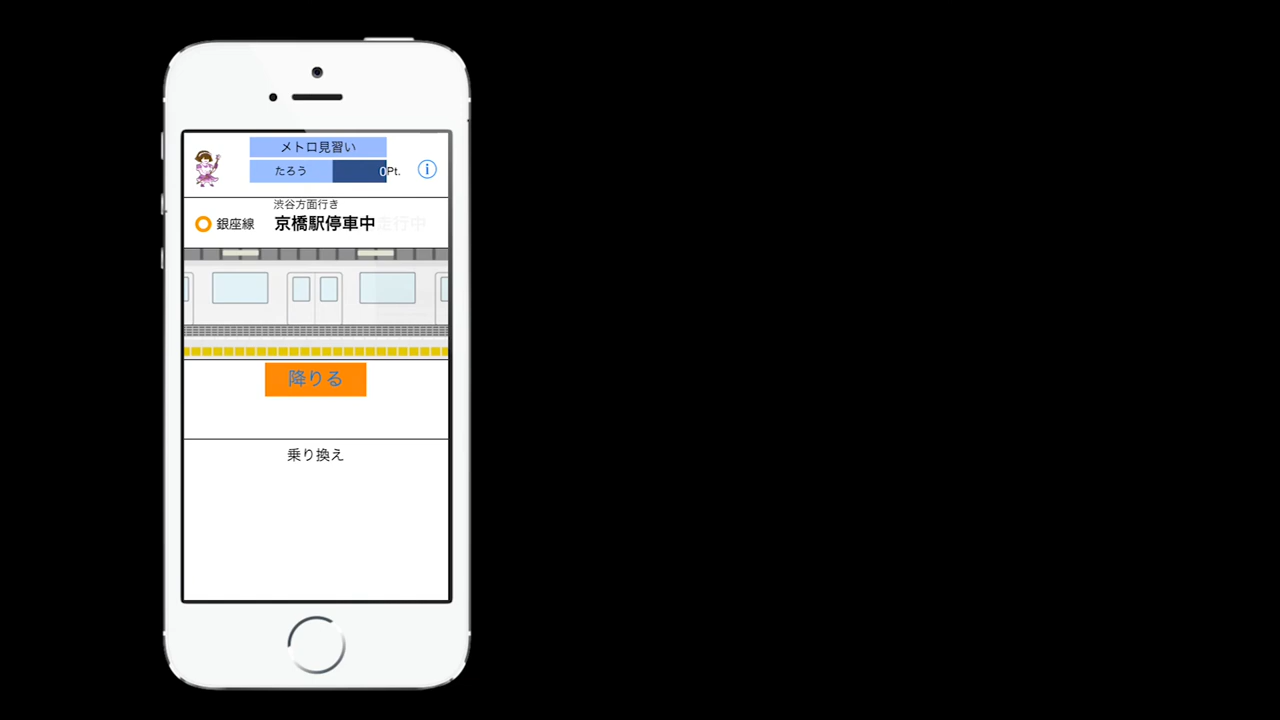 メトロ見習い
たろう 0Pt.
渋谷方面行き
銀座線 京橋駅停車中 走行中
降りる
乗り換え